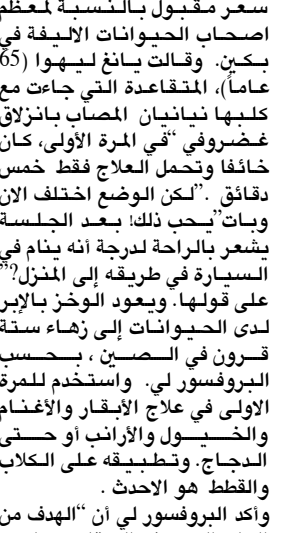 سعر مقبول بالنسبة لمعظم
اصحاب الحيوانات الاليفة في
بكين. وقالت يانغ ليهوا (65
عاماً)، المتقاعدة التي جاءت مع
كلبها نيانيان المصاب بانزلاق
غضروفي “في المرة الأولى، كان
خائفا وتحمل العلاج فقط خمس
دقائق .”لكن الوضع اختلف الان
وبات”يحب ذلك! بعد الجلسة
يشعر بالراحة لدرجة أنه ينام في
السيارة في طريقه إلى المنزل?”
على قولها. ويعود الوخز بالإبر
لدى الحيوانات إلى زهاء ستة
قرون في الصين ، بحسب
البروفسور لي. واستخدم للمرة
الاولى في علاج الأبقار والأغنام
والخيول والأرانب أو حتى
الدجاج. وتطبيقه على الكلاب
والقطط هو الاحدث .
وأكد البروفسور لي أن “الهدف من